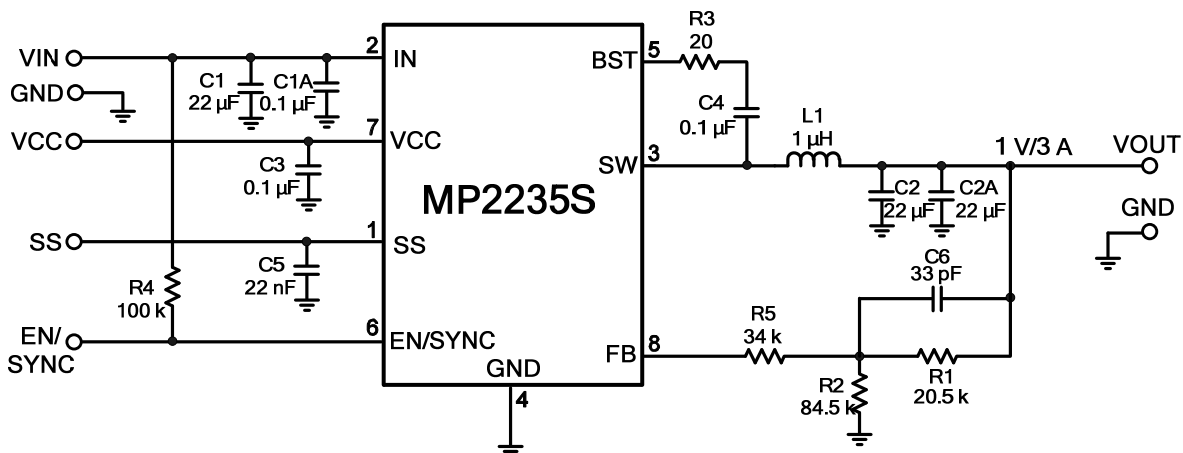 VIN
GND
VCC
SS
EN/
SYNC
R4
100 k
C1
22 µF
C1A
0.1 µF
C3
0.1 µF
C5
22 nF
2
7
1
6
IN
VCC
SS
EN/SYNC
MP2235S
GND
4
BST
SW
FB
5
3
8
R3
20
C4
0.1 µF
L1
1 µH
1 V/3 A
VOUT
C2
22 µF
C2A
22 µF
GND
C6
33 pF
R5
34 k
R2
84.5 k
R1
20.5 k